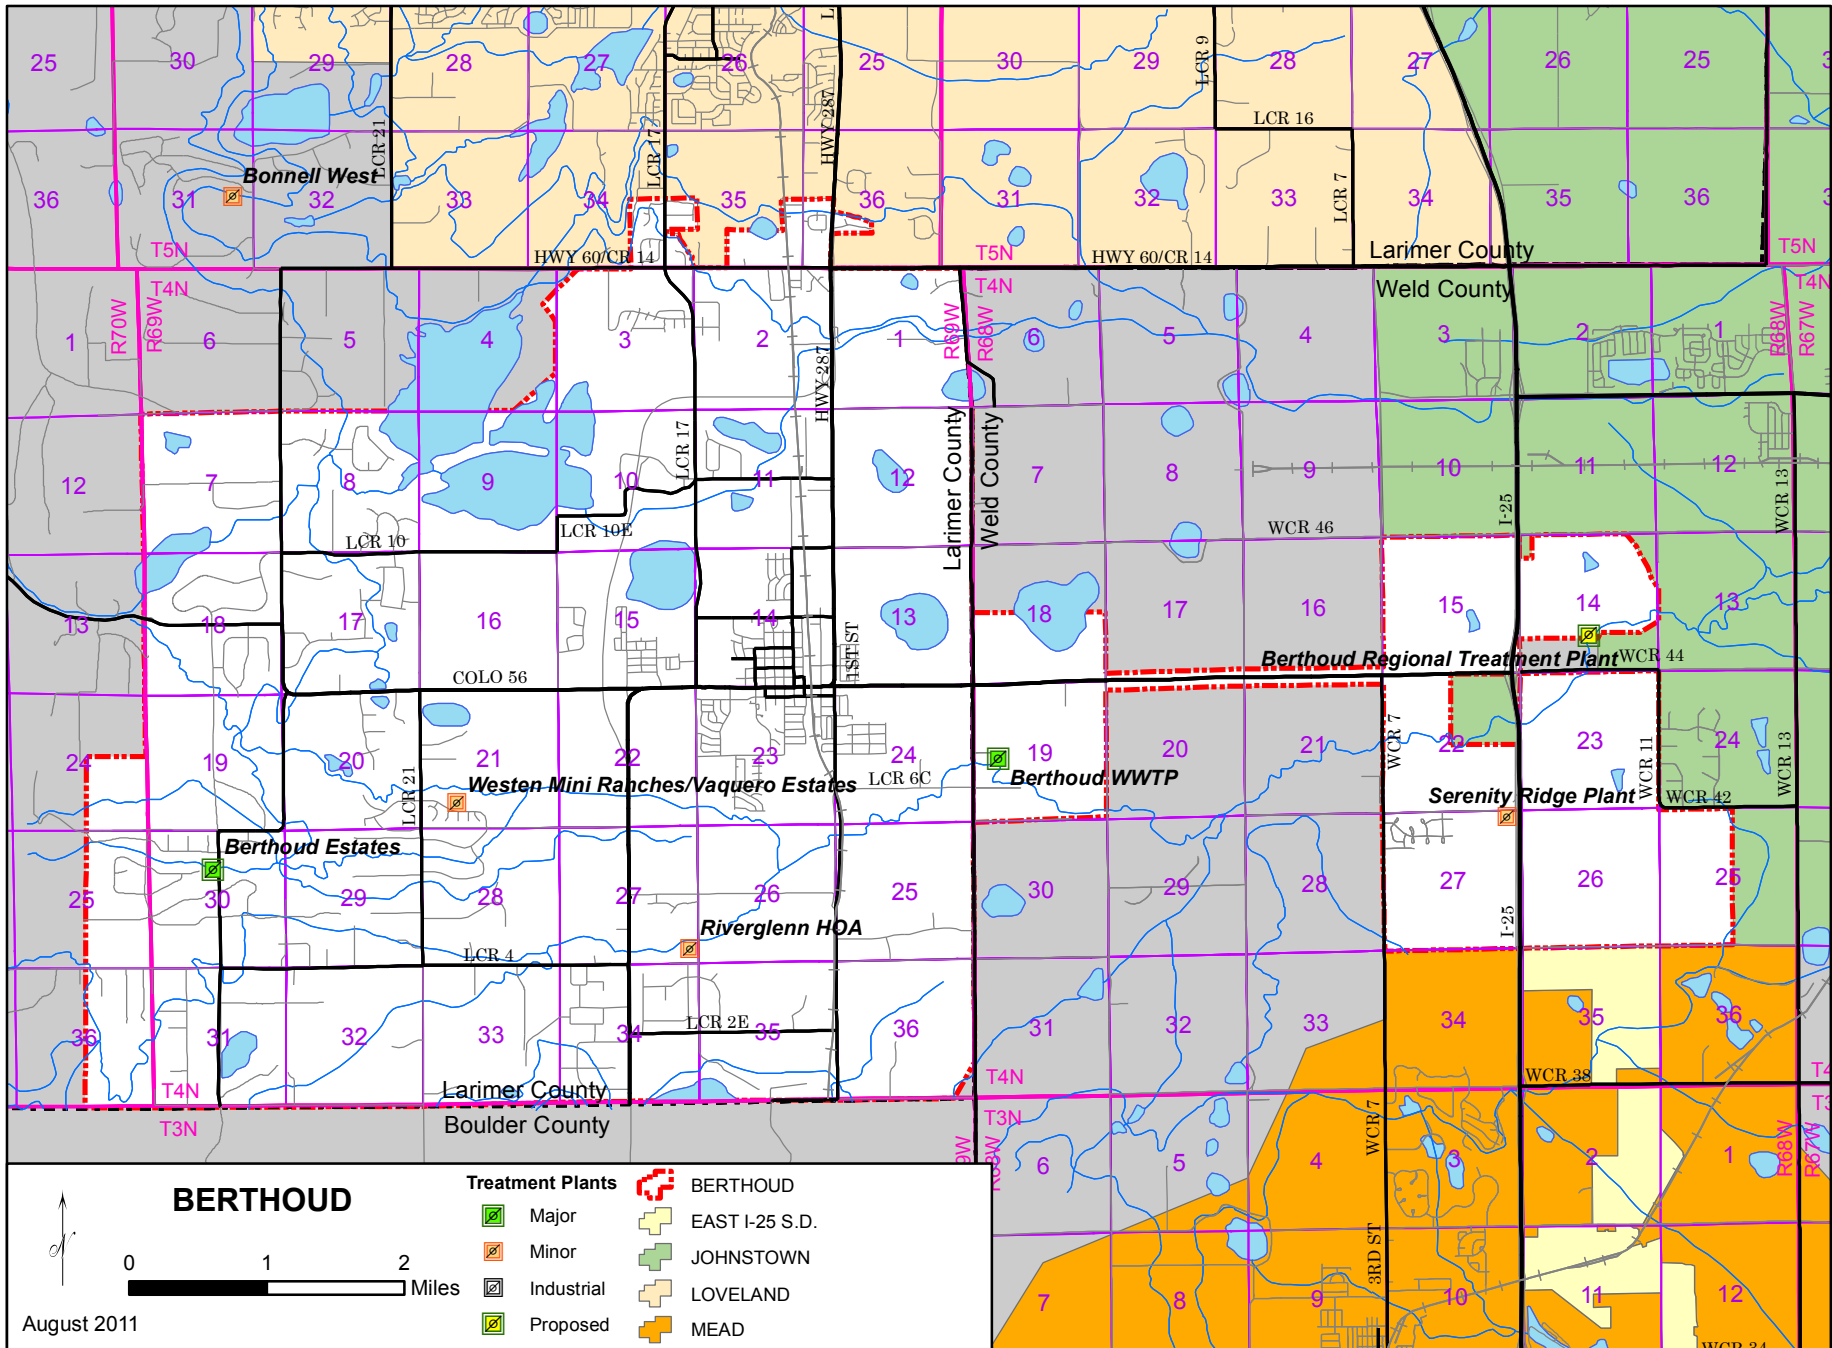 25 30 29 28 27 26 25 30 29 28 27 26 25
LCR 21
LCR 17
HWY 287
LCR 9
LCR 16
LCR 7
Bonnell West
36 31 32 33 34 35 36 31 32 33 34 35 36
T5N
HWY 60/CR 14
T5N
HWY 60/CR 14
Larimer County
T5N
Weld County
R70W
R69W
T4N
R69W
R68W
T4N
R68W
R67W
T4N
1 6 5 4 3 2 1 6 5 4 3 2 1
HWY 287
LCR 17
Larimer County
Weld County
I-25
WCR 13
12 7 8 9 10 11 12 7 8 9 10 11 12
LCR 10
LCR 10E
WCR 46
13 18 17 16 15 14 13 18 17 16 15 14 13
1ST ST
COLO 56
Berthoud Regional Treatment Plant
WCR 44
24 19 20 21 22 23 24 19 20 21 22 23 24
LCR 21
WCR 7
WCR 11
WCR 13
LCR 6C
Westen Mini Ranches/Vaquero Estates
Berthoud WWTP
Serenity Ridge Plant
WCR 42
Berthoud Estates
25 30 29 28 27 26 25 30 29 28 27 26 25
Riverglenn HOA
I-25
LCR 4
36 31 32 33 34 35 36 31 32 33 34 35 36
LCR 2E
WCR 38
T4N
Larimer County
T4N
Boulder County
T3N
T3N
R68W
R68W
R67W
WCR 7
6 5 4 3 2 1
3RD ST
7 8 9 10 11 12
WCR 34
BERTHOUD
0 1 2
Miles
August 2011
Treatment Plants
Major
Minor
Industrial
Proposed
BERTHOUD
EAST I-25 S.D.
JOHNSTOWN
LOVELAND
MEAD